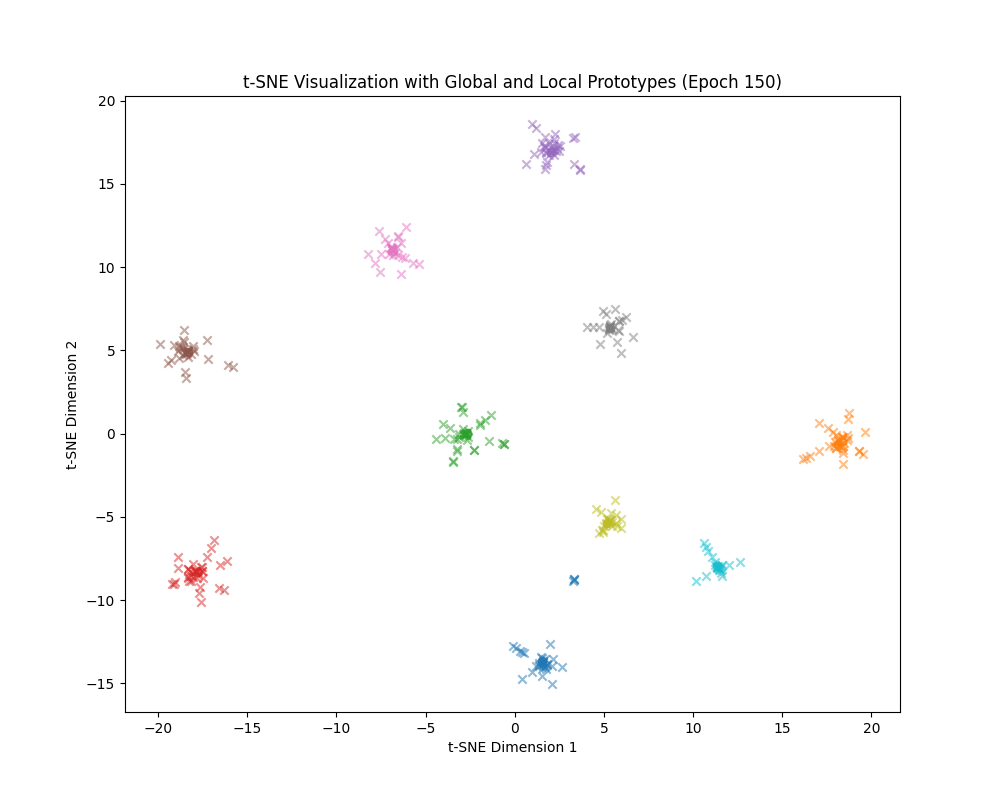 t-SNE Visualization with Global and Local Prototypes (Epoch 150)
20
15
10
5
0
−5
−10
−15
t-SNE Dimension 2
−20 −15 −10 −5 0 5 10 15 20
t-SNE Dimension 1